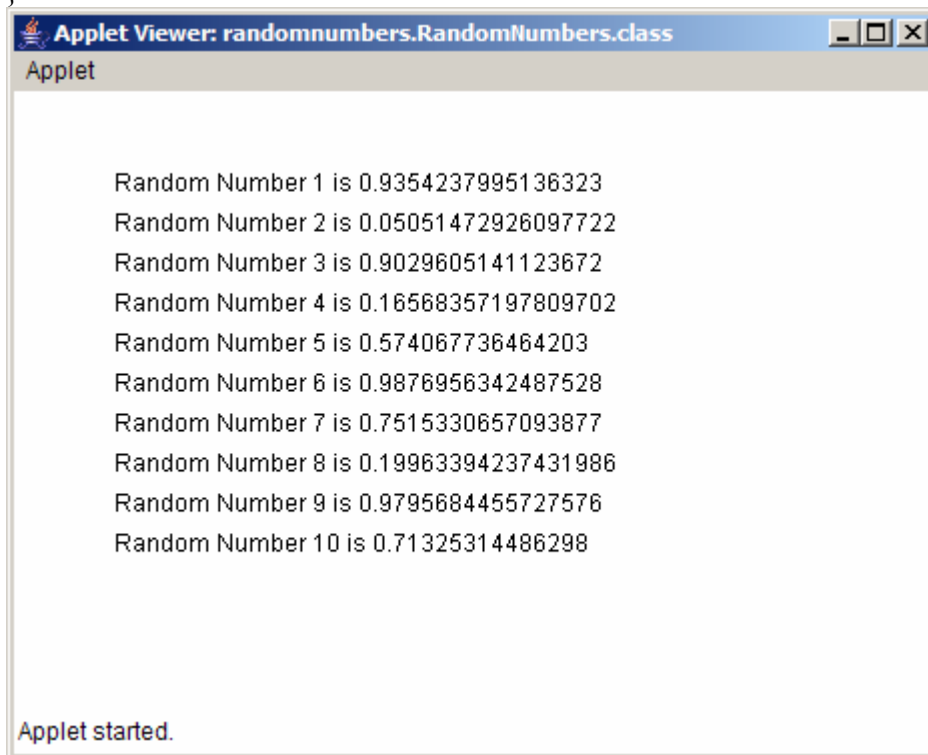 Applet Viewer: randomnumbers.RandomNumbers.class
Applet
Random Number 1 is 0.9354237995136323
Random Number 2 is 0.05051472926097722
Random Number 3 is 0.9029605141123672
Random Number 4 is 0.16568357197809702
Random Number 5 is 0.574067736464203
Random Number 6 is 0.9876956342487528
Random Number 7 is 0.7515330657093877
Random Number 8 is 0.19963394237431986
Random Number 9 is 0.9795684455727576
Random Number 10 is 0.71325314486298
Applet started.